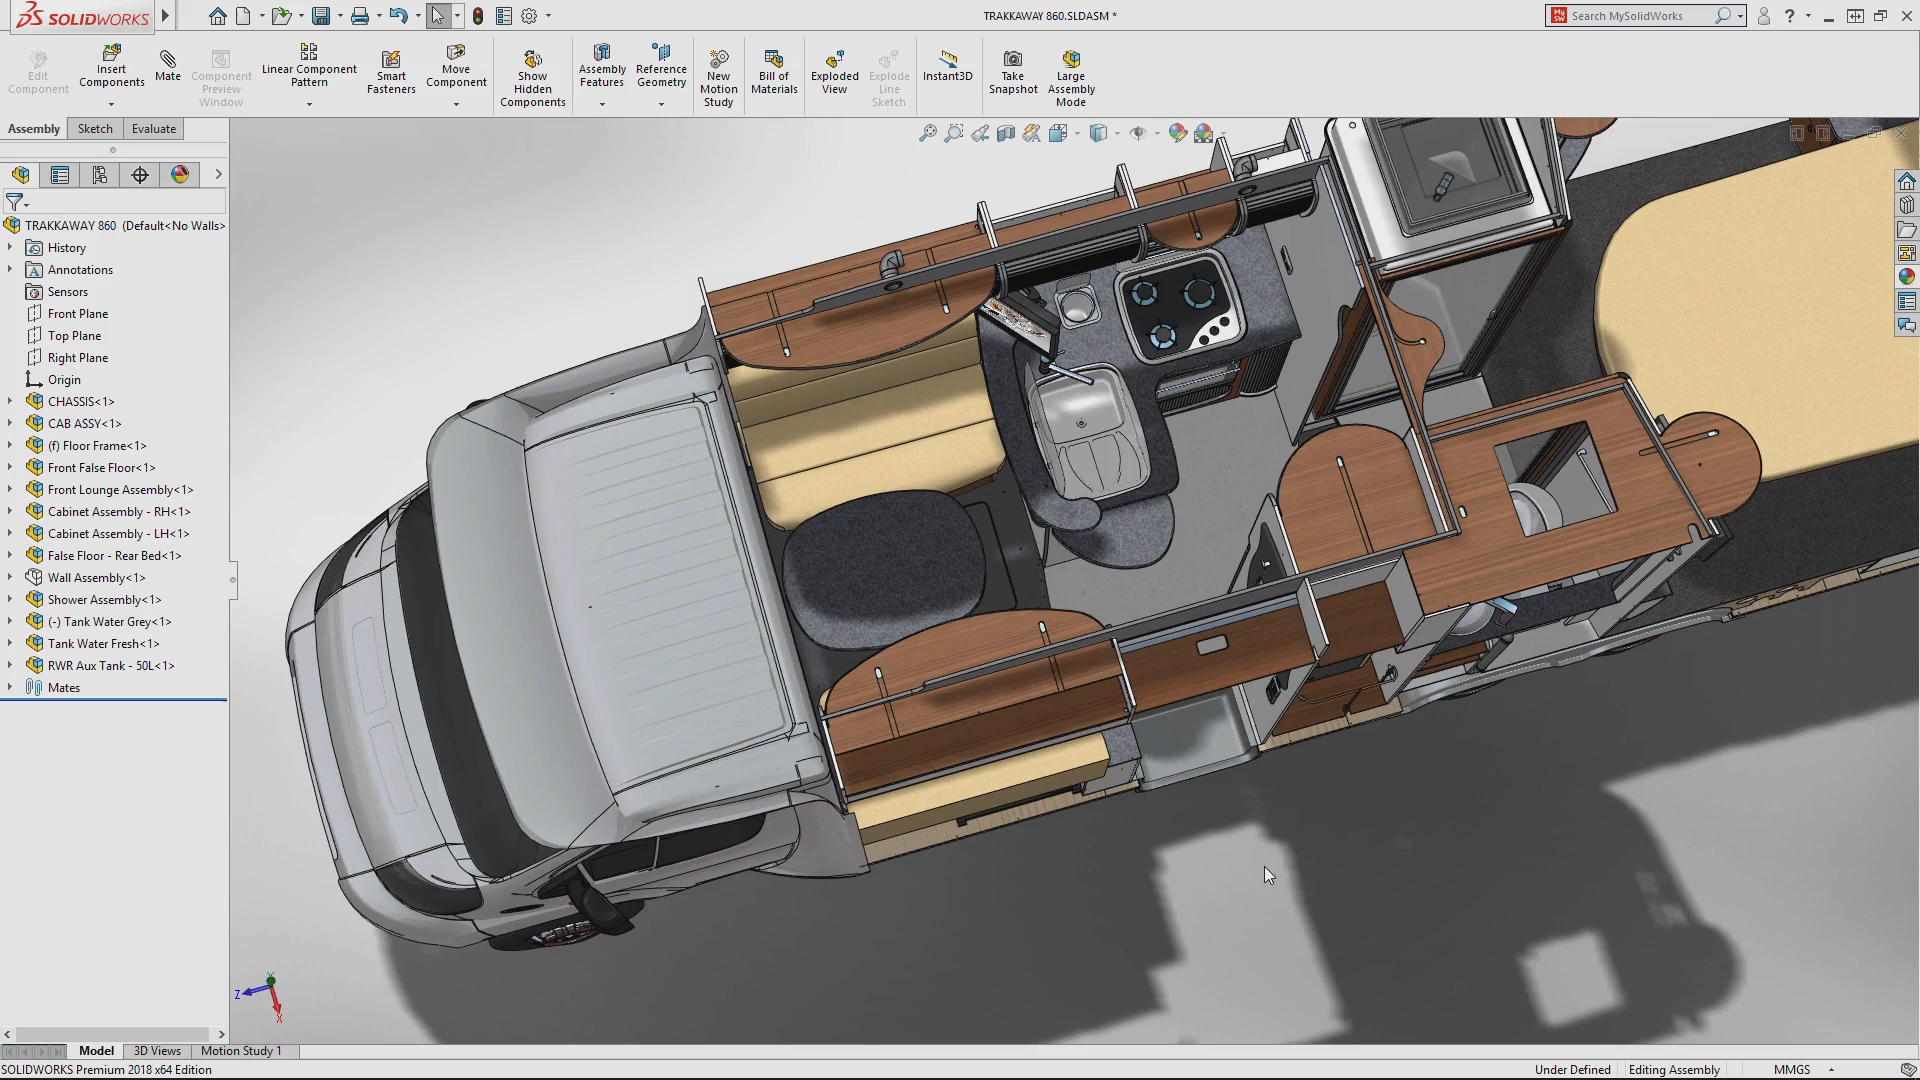 SOLIDWORKS
TRAKKAWAY 860.SLDASM *
Search MySolidWorks
Edit Component
Insert Components
Mate
Component Preview Window
Linear Component Pattern
Smart Fasteners
Move Component
Show Hidden Components
Assembly Features
Reference Geometry
New Motion Study
Bill of Materials
Exploded View
Explode Line Sketch
Instant3D
Take Snapshot
Large Assembly Mode
Assembly Sketch Evaluate
TRAKKAWAY 860 (Default<No Walls>
History
Annotations
Sensors
Front Plane
Top Plane
Right Plane
Origin
CHASSIS<1>
CAB ASSY<1>
(f) Floor Frame<1>
Front False Floor<1>
Front Lounge Assembly<1>
Cabinet Assembly - RH<1>
Cabinet Assembly - LH<1>
False Floor - Rear Bed<1>
Wall Assembly<1>
Shower Assembly<1>
(-) Tank Water Grey<1>
Tank Water Fresh<1>
RWR Aux Tank - 50L<1>
Mates
Y
Z
X
Model 3D Views Motion Study 1
SOLIDWORKS Premium 2018 x64 Edition
Under Defined Editing Assembly MMGS